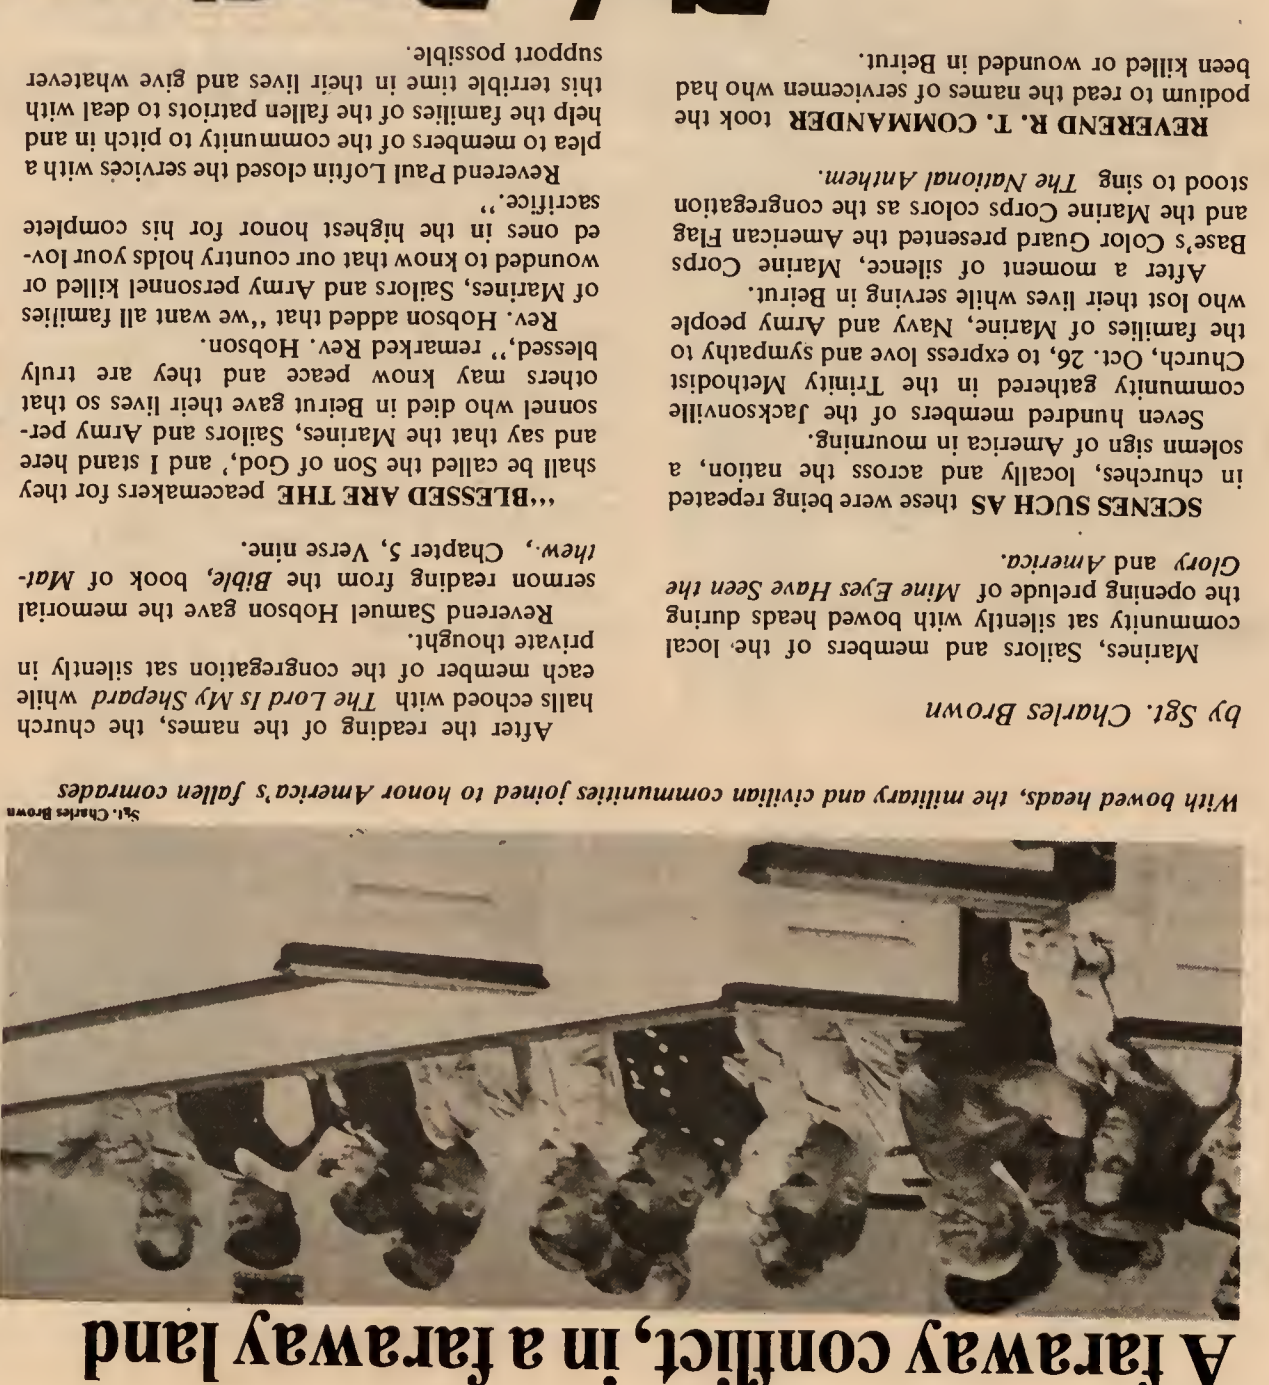 A faraway conflict, in a faraway land
Sgt. Charles Brown
With bowed heads, the military and civilian communities joined to honor America's fallen comrades
by Sgt. Charles Brown
Marines, Sailors and members of the local
community sat silently with bowed heads during
the opening prelude of Mine Eyes Have Seen the
Glory and America.
SCENES SUCH AS these were being repeated
in churches, locally and across the nation, a
solemn sign of America in mourning.
Seven hundred members of the Jacksonville
community gathered in the Trinity Methodist
Church, Oct. 26, to express love and sympathy to
the families of Marine, Navy and Army people
who lost their lives while serving in Beirut.
After a moment of silence, Marine Corps
Base's Color Guard presented the American Flag
and the Marine Corps colors as the congregation
stood to sing The National Anthem.
REVEREND R. T. COMMANDER took the
podium to read the names of servicemen who had
been killed or wounded in Beirut.
After the reading of the names, the church
halls echoed with The Lord Is My Shepard while
each member of the congregation sat silently in
private thought.
Reverend Samuel Hobson gave the memorial
sermon reading from the Bible, book of Mat-
thew., Chapter 5, Verse nine.
"'BLESSED ARE THE peacemakers for they
shall be called the Son of God,' and I stand here
and say that the Marines, Sailors and Army per-
sonnel who died in Beirut gave their lives so that
others may know peace and they are truly
blessed," remarked Rev. Hobson.
Rev. Hobson added that "we want all families
of Marines, Sailors and Army personnel killed or
wounded to know that our country holds your lov-
ed ones in the highest honor for his complete
sacrifice."
Reverend Paul Loftin closed the services with a
plea to members of the community to pitch in and
help the families of the fallen patriots to deal with
this terrible time in their lives and give whatever
support possible.